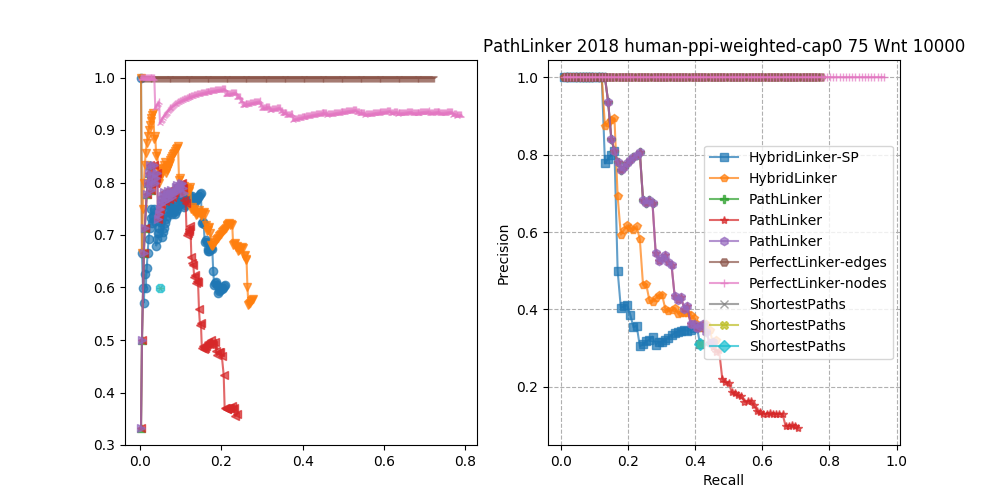 PathLinker 2018 human-ppi-weighted-cap0 75 Wnt 10000
1.0
0.9
0.8
0.7
0.6
0.5
0.4
0.3
0.0 0.2 0.4 0.6 0.8
Precision
1.0
0.8
0.6
0.4
0.2
0.0 0.2 0.4 0.6 0.8 1.0
Recall
HybridLinker-SP
HybridLinker
PathLinker
PathLinker
PathLinker
PerfectLinker-edges
PerfectLinker-nodes
ShortestPaths
ShortestPaths
ShortestPaths